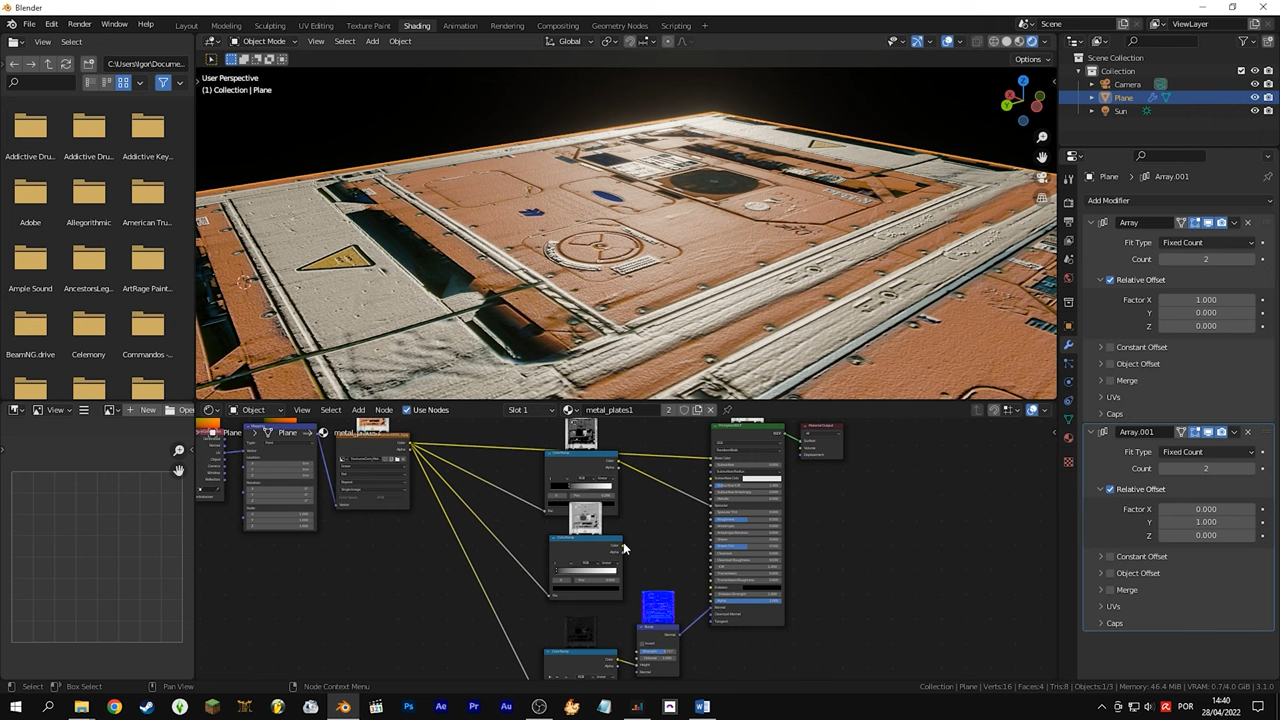 Blender
File Edit Render Window Help Layout Modeling Sculpting UV Editing Texture Paint Shading Animation Rendering Compositing Geometry Nodes Scripting + Scene ViewLayer
View Select Object Mode View Select Add Object Global
C:\Users\Igor\Docume... Options
User Perspective
(1) Collection | Plane
Addictive Dru... Addictive Dru... Addictive Key...
Adobe Allegorithmic American Tru...
Ample Sound AncestorsLeg... ArtRage Paint...
BeamNG.drive Celemony Commandos -...
Scene Collection
Collection
Camera
Plane
Sun
Plane > Array.001
Add Modifier
Array
Fit Type Fixed Count
Count 2
Relative Offset
Factor X 1.000
Y 0.000
Z 0.000
Constant Offset
Object Offset
Merge
UVs
Caps
Array.001
Fit Type Fixed Count
Count 2
Relative Offset
Factor X 0.000
Y 1.000
Z 0.000
Constant Offset
Object Offset
Merge
UVs
Caps
View New Open
Object View Select Add Node Use Nodes Slot 1 metal_plates1 2
Plane > Plane > metal_plates1
Select Box Select Pan View Node Context Menu
Collection | Plane | Verts:16 | Faces:4 | Tris:8 | Objects:1/3 | Memory: 46.4 MiB | VRAM: 0.7/4.0 GiB | 3.1.0
POR 14:40
28/04/2022